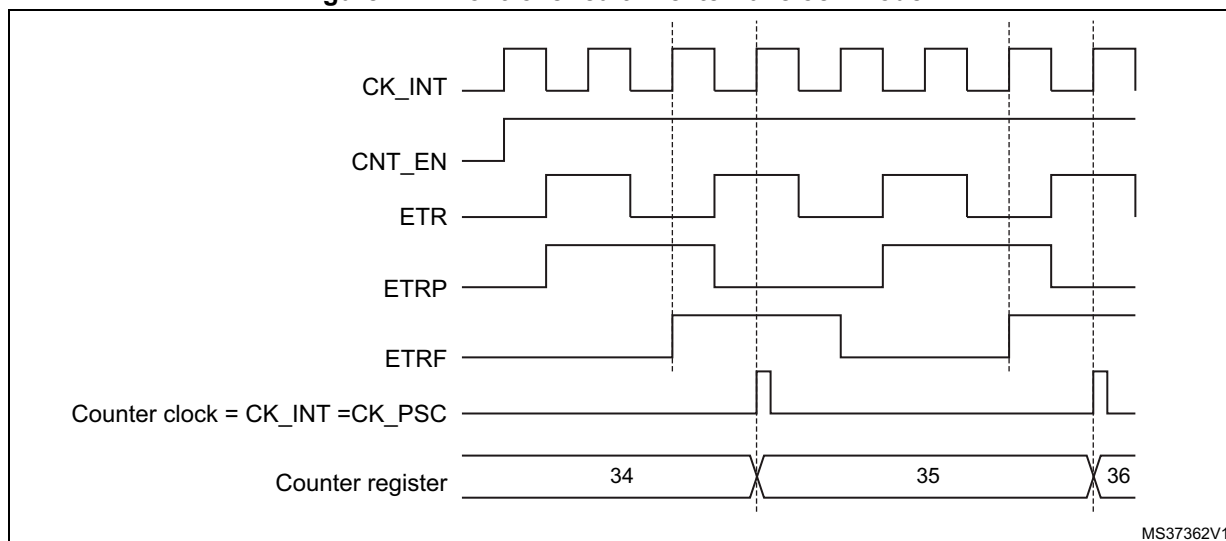 CK_INT
CNT_EN
ETR
ETRP
ETRF
Counter clock = CK_INT =CK_PSC
Counter register
34
35
36
MS37362V1